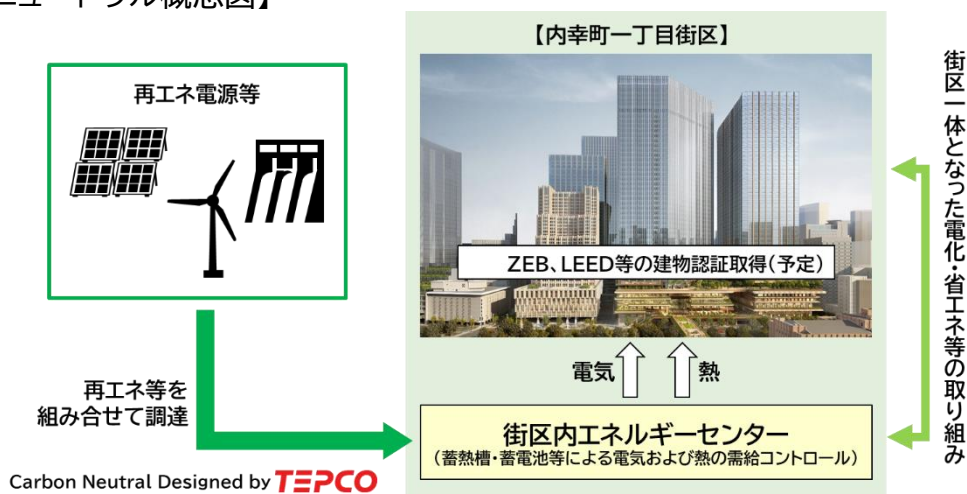 ニュートラル概念図】
【内幸町一丁目街区】
再エネ電源等
ZEB、LEED等の建物認証取得(予定)
電気
熱
再エネ等を
組み合せて調達
街区内エネルギーセンター
(蓄熱槽・蓄電池等による電気および熱の需給コントロール)
街区一体となった電化・省エネ等の取り組み
Carbon Neutral Designed by TEPCO